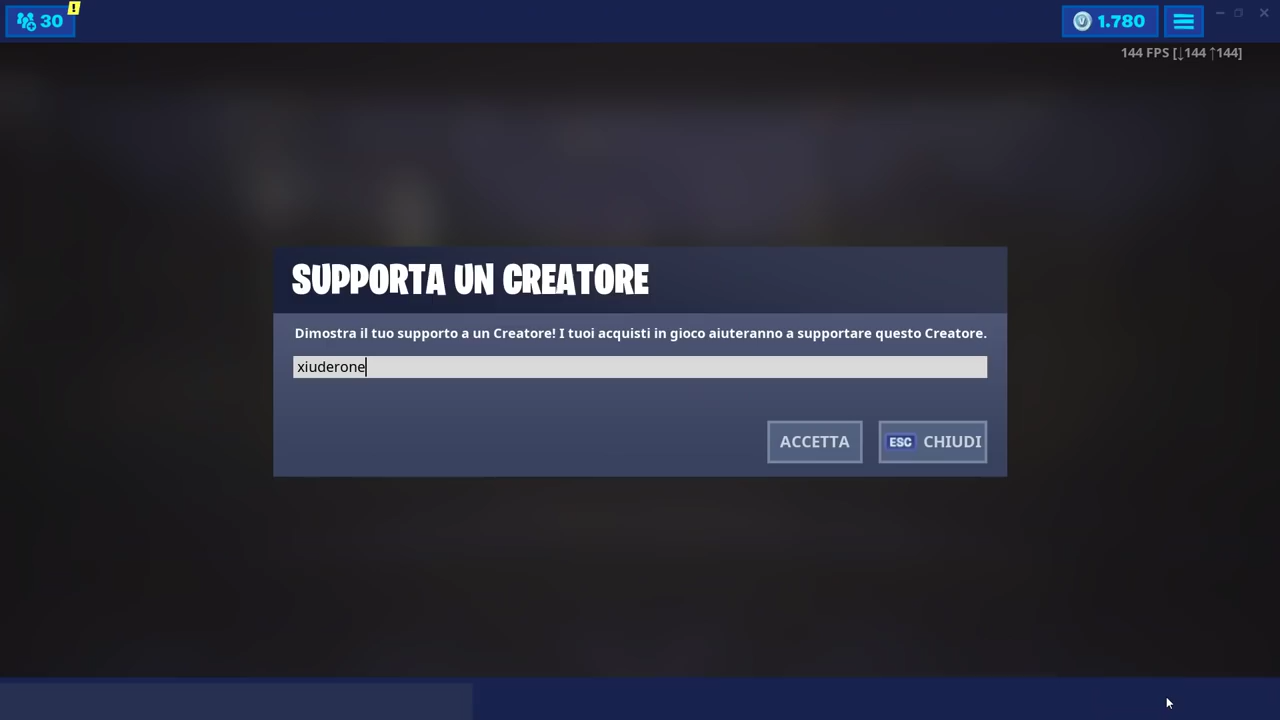 30
!
1.780
144 FPS [↓144 ↑144]
SUPPORTA UN CREATORE
Dimostra il tuo supporto a un Creatore! I tuoi acquisti in gioco aiuteranno a supportare questo Creatore.
xiuderone
ACCETTA
ESC CHIUDI